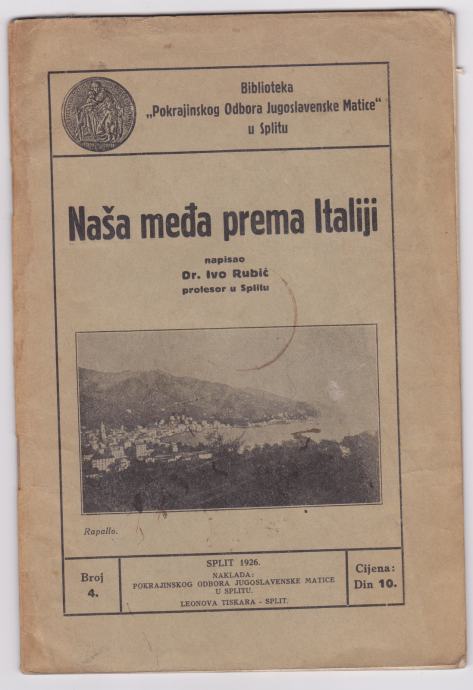 Biblioteka
„Pokrajinskog Odbora Jugoslavenske Matice“
u Splitu
Naša međa prema Italiji
napisao
Dr. Ivo Rubić
profesor u Splitu
Rapallo.
Broj
4.
SPLIT 1926.
NAKLADA:
POKRAJINSKOG ODBORA JUGOSLAVENSKE MATICE
U SPLITU.
LEONOVA TISKARA - SPLIT.
Cijena:
Din 10.